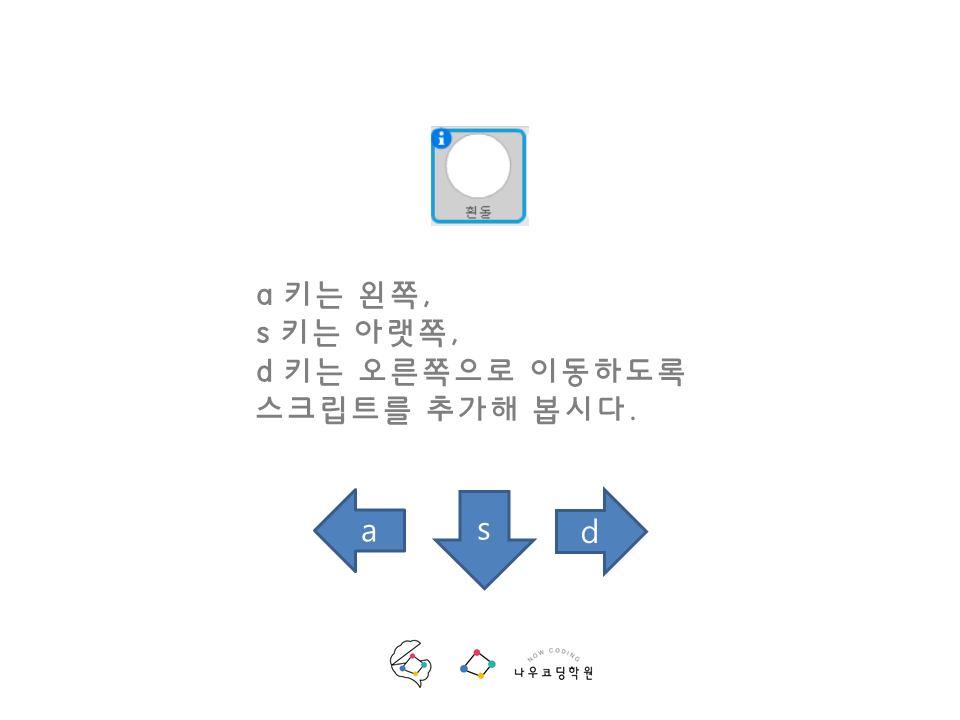 흰돌
a 키는 왼쪽,
s 키는 아랫쪽,
d 키는 오른쪽으로 이동하도록
스크립트를 추가해 봅시다.
a
s
d
NOW CODING
나우코딩학원